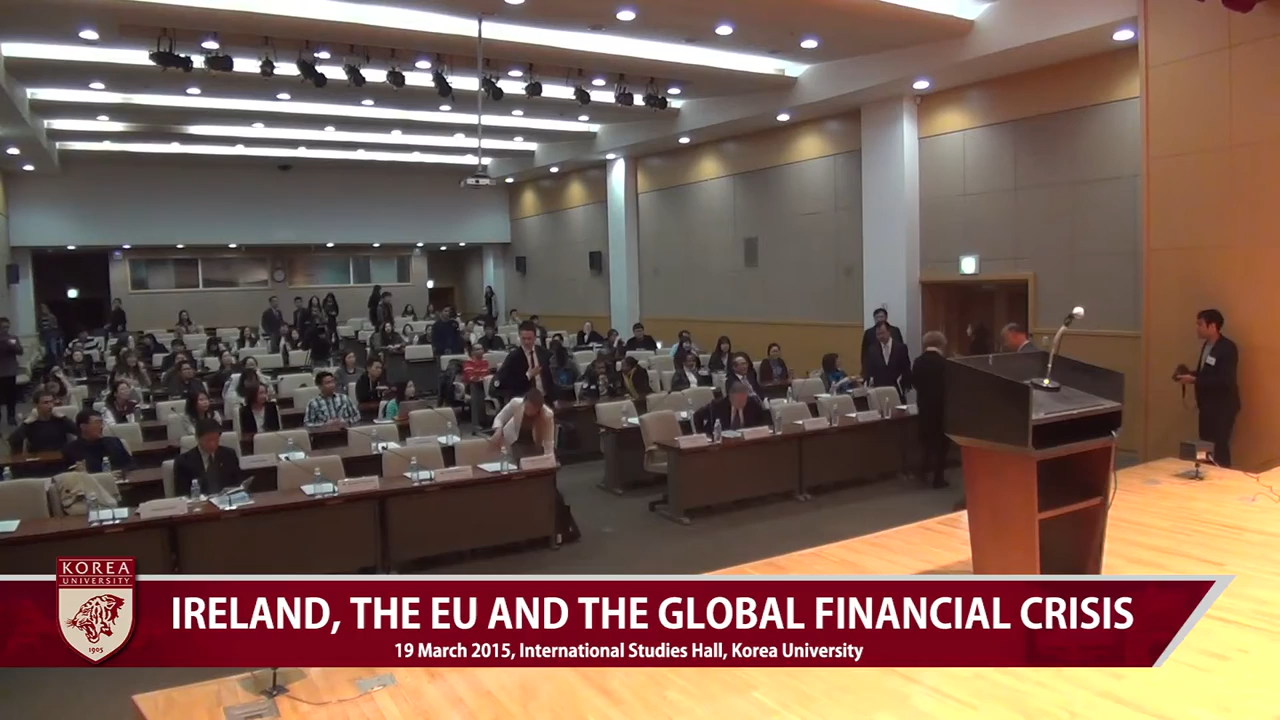 KOREA
UNIVERSITY
1905
IRELAND, THE EU AND THE GLOBAL FINANCIAL CRISIS
19 March 2015, International Studies Hall, Korea University